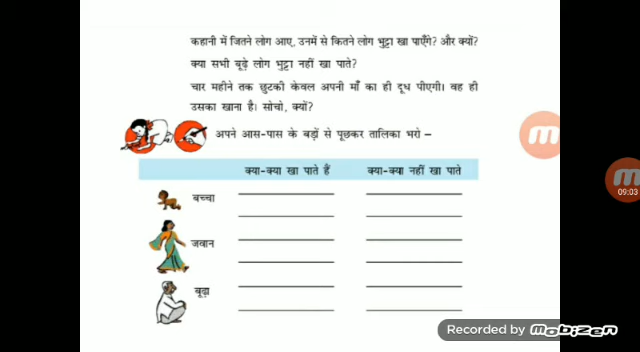 कहानी में जितने लोग आए, उनमें से कितने लोग भुट्टा खा पाएँगे? और क्यों?
क्या सभी बूढ़े लोग भुट्टा नहीं खा पाते?
चार महीने तक छुटकी केवल अपनी माँ का ही दूध पीएगी। वह ही
उसका खाना है। सोचो, क्यों?
अपने आस-पास के बड़ों से पूछकर तालिका भरो –
क्या-क्या खा पाते हैं क्या-क्या नहीं खा पाते
बच्चा
जवान
बूढ़ा
09:03
Recorded by Mobizen